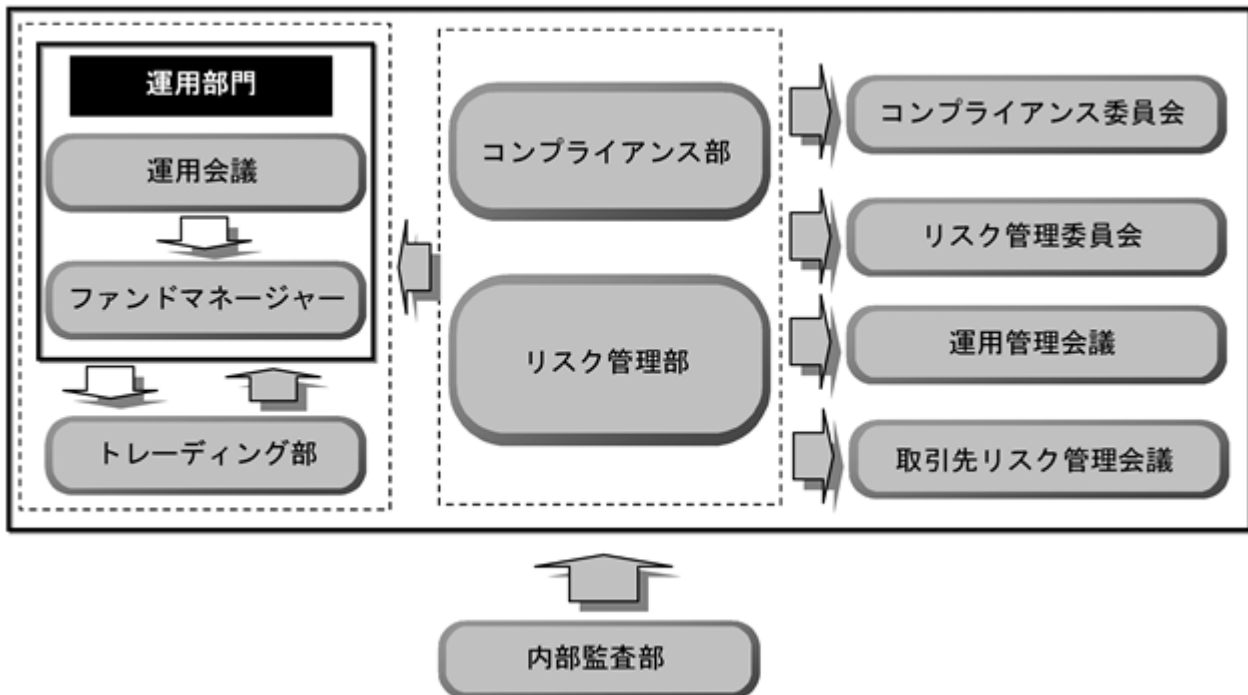 運用部門
運用会議
ファンドマネージャー
トレーディング部
コンプライアンス部
リスク管理部
コンプライアンス委員会
リスク管理委員会
運用管理会議
取引先リスク管理会議
内部監査部